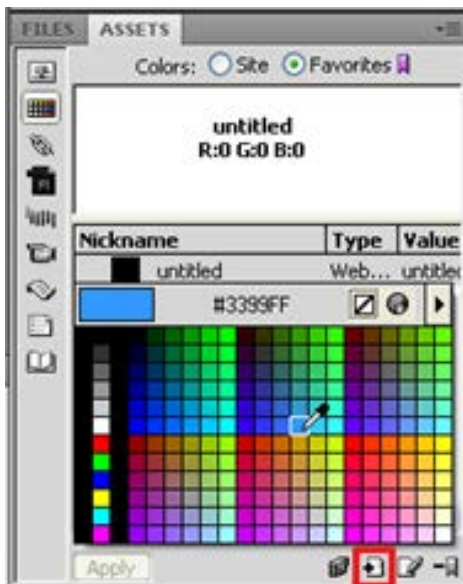 FILES ASSETS
Colors: Site Favorites
untitled
R:0 G:0 B:0
Nickname Type Value
untitled Web... untitled
#3399FF
Apply